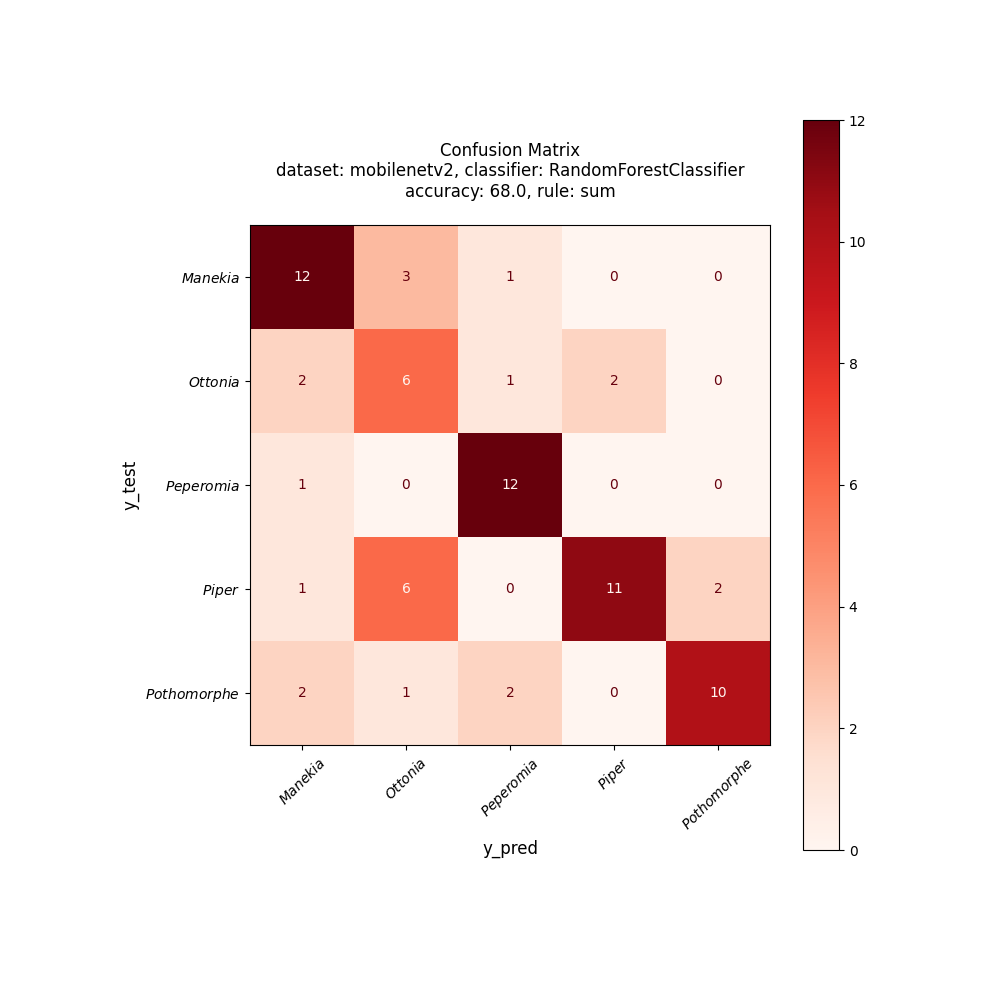 Confusion Matrix
dataset: mobilenetv2, classifier: RandomForestClassifier
accuracy: 68.0, rule: sum
Manekia 12 3 1 0 0
Ottonia 2 6 1 2 0
Peperomia 1 0 12 0 0
Piper 1 6 0 11 2
Pothomorphe 2 1 2 0 10
y_test
Manekia Ottonia Peperomia Piper Pothomorphe
y_pred
12
10
8
6
4
2
0